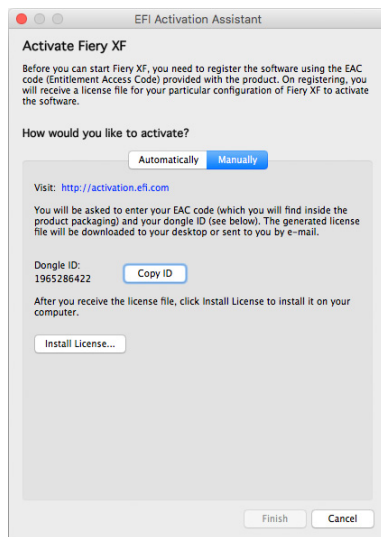 EFI Activation Assistant
Activate Fiery XF
Before you can start Fiery XF, you need to register the software using the EAC
code (Entitlement Access Code) provided with the product. On registering, you
will receive a license file for your particular configuration of Fiery XF to activate
the software.
How would you like to activate?
Automatically Manually
Visit: http://activation.efi.com
You will be asked to enter your EAC code (which you will find inside the
product packaging) and your dongle ID (see below). The generated license
file will be downloaded to your desktop or sent to you by e-mail.
Dongle ID:
1965286422
Copy ID
After you receive the license file, click Install License to install it on your
computer.
Install License...
Finish Cancel